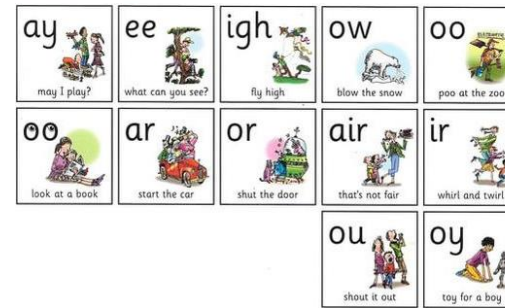 ay
may I play?
ee
what can you see?
igh
fly high
ow
blow the snow
oo
poo at the zoo
oo
look at a book
ar
start the car
or
shut the door
air
that's not fair
ir
whirl and twirl
ou
shout it out
oy
toy for a boy